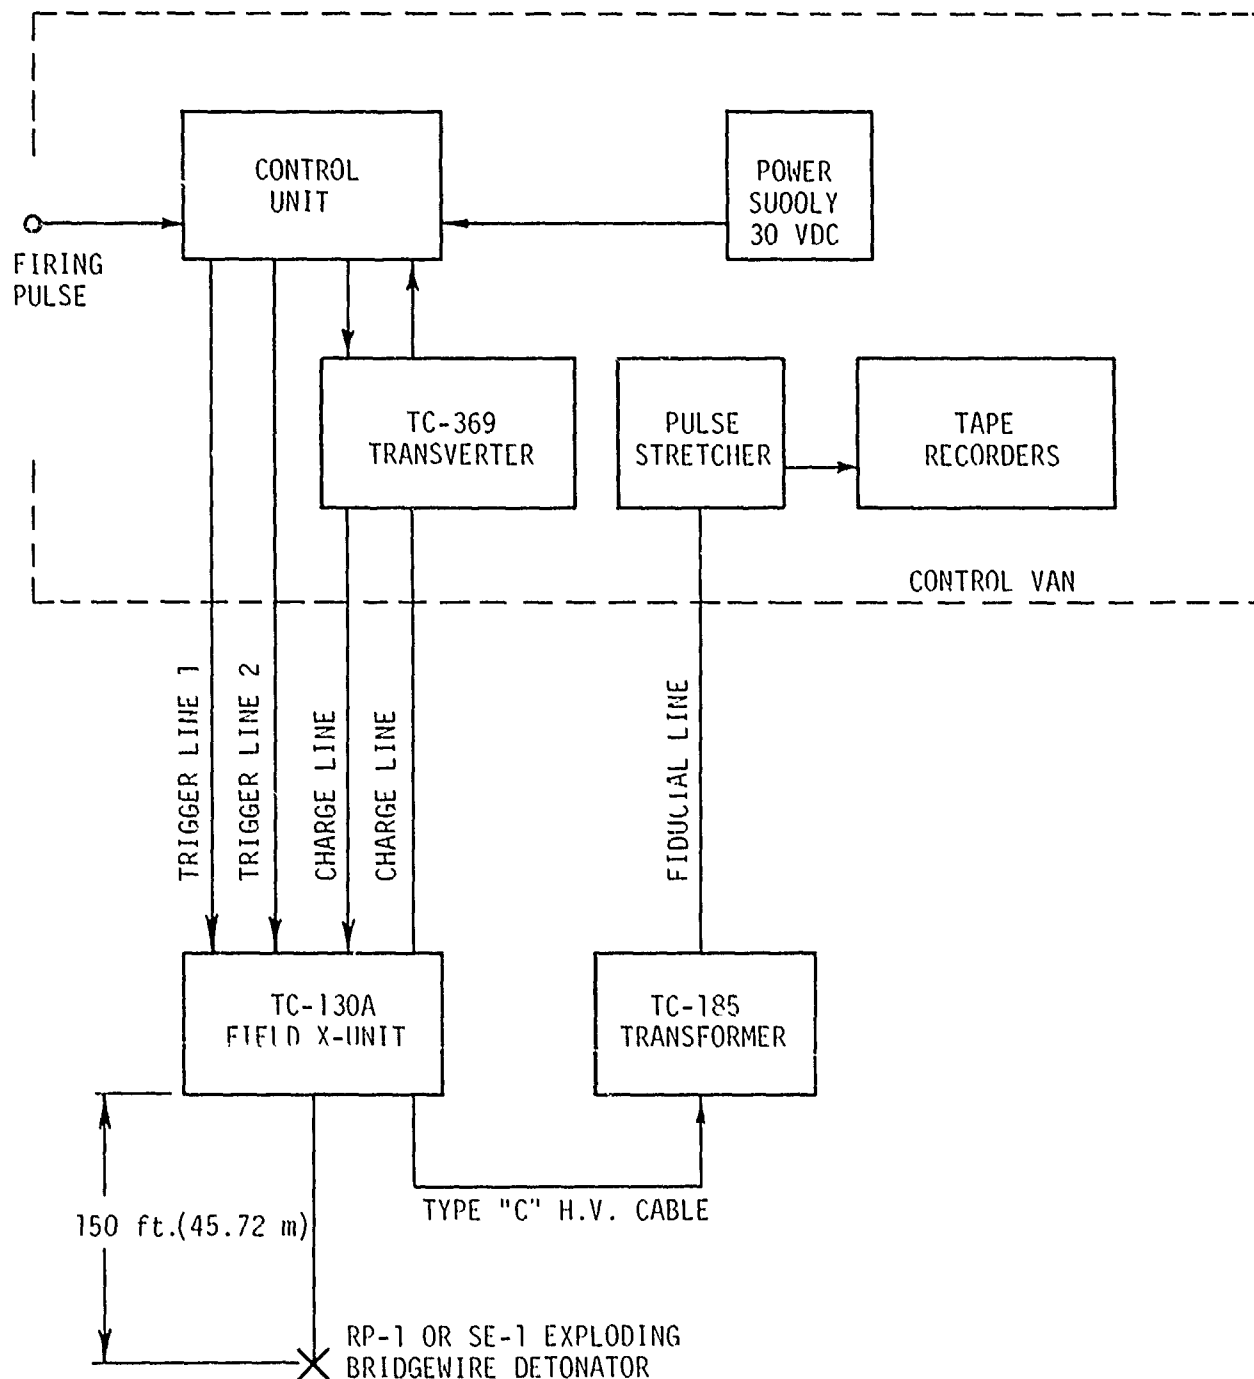 CONTROL
UNIT
POWER
SUOOLY
30 VDC
FIRING
PULSE
TC-369
TRANSVERTER
PULSE
STRETCHER
TAPE
RECORDERS
CONTROL VAN
TRIGGER LINE 1
TRIGGER LINE 2
CHARGE LINE
CHARGE LINE
FIDUCIAL LINE
TC-130A
FIELD X-UNIT
TC-185
TRANSFORMER
TYPE "C" H.V. CABLE
150 ft.(45.72 m)
RP-1 OR SE-1 EXPLODING
BRIDGEWIRE DETONATOR